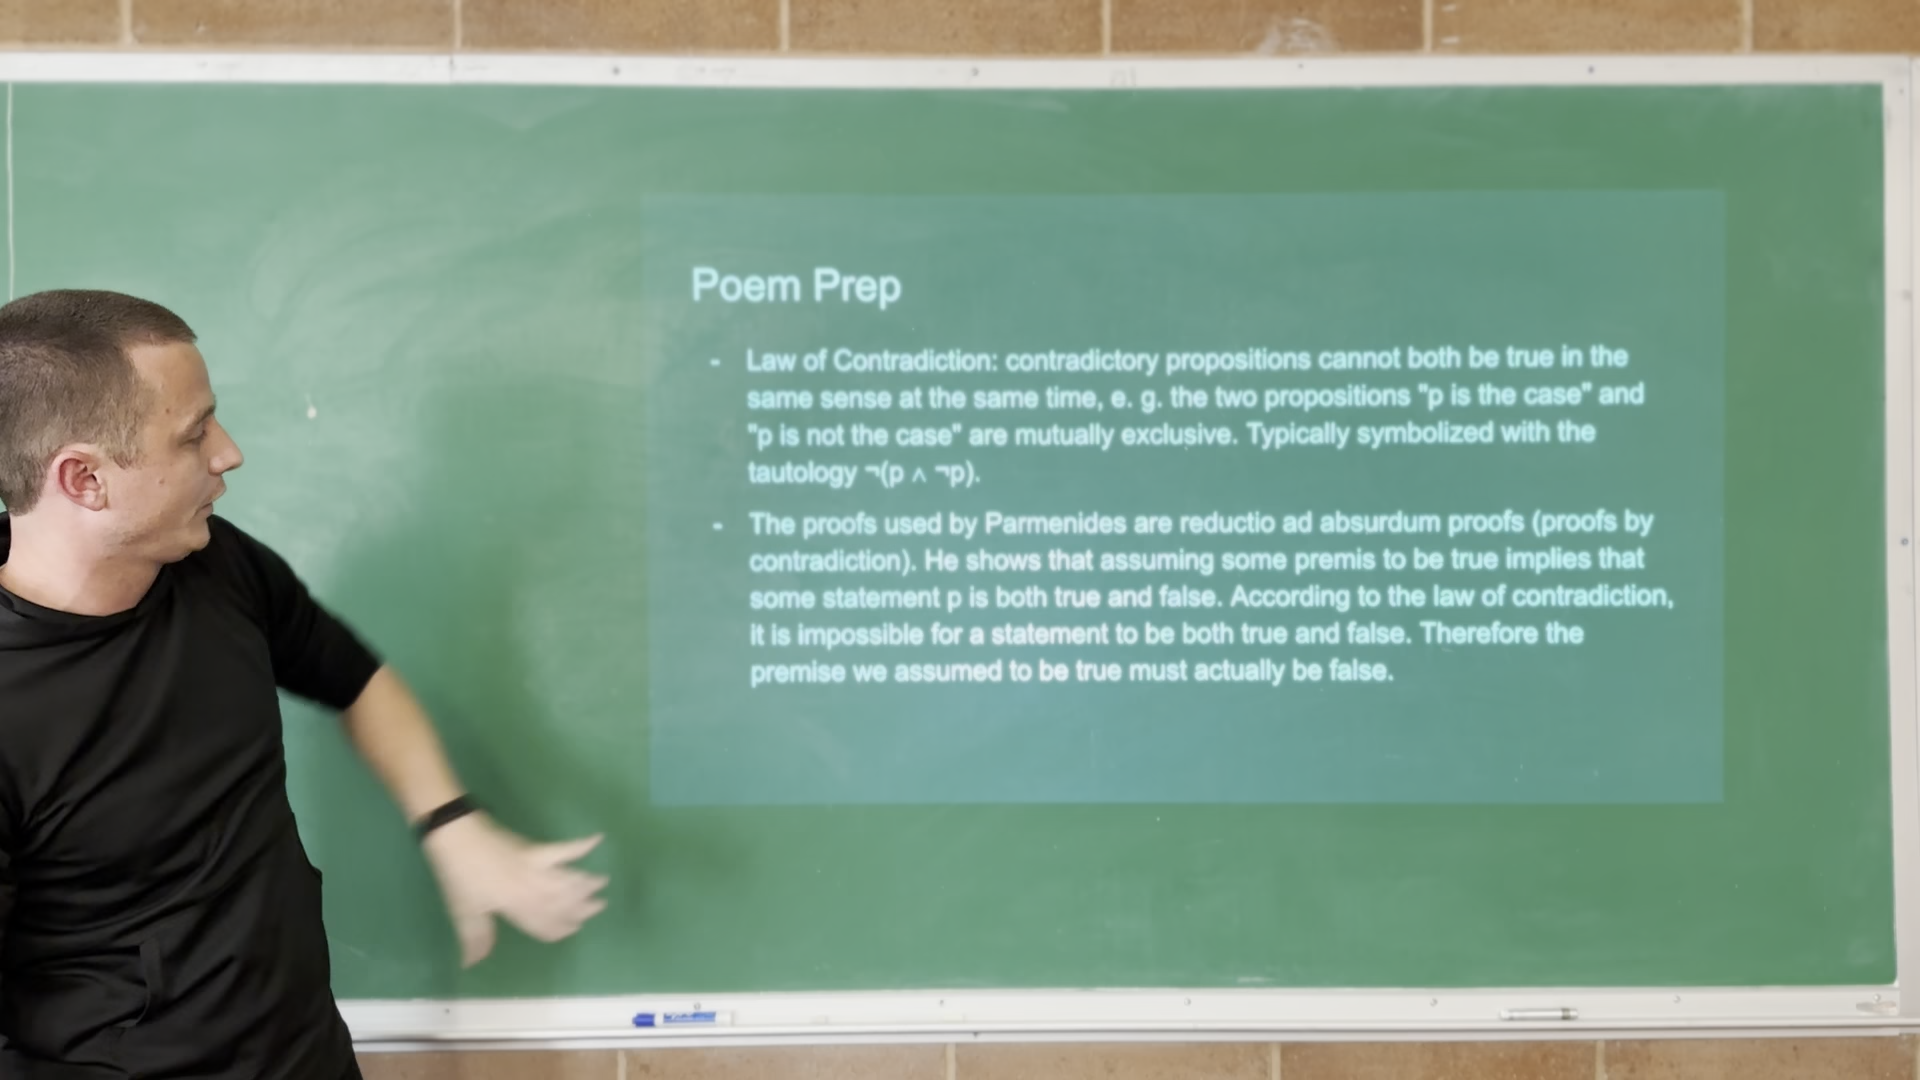 Poem Prep
- Law of Contradiction: contradictory propositions cannot both be true in the
same sense at the same time, e. g. the two propositions "p is the case" and
"p is not the case" are mutually exclusive. Typically symbolized with the
tautology ¬(p ∧ ¬p).
- The proofs used by Parmenides are reductio ad absurdum proofs (proofs by
contradiction). He shows that assuming some premis to be true implies that
some statement p is both true and false. According to the law of contradiction,
it is impossible for a statement to be both true and false. Therefore the
premise we assumed to be true must actually be false.